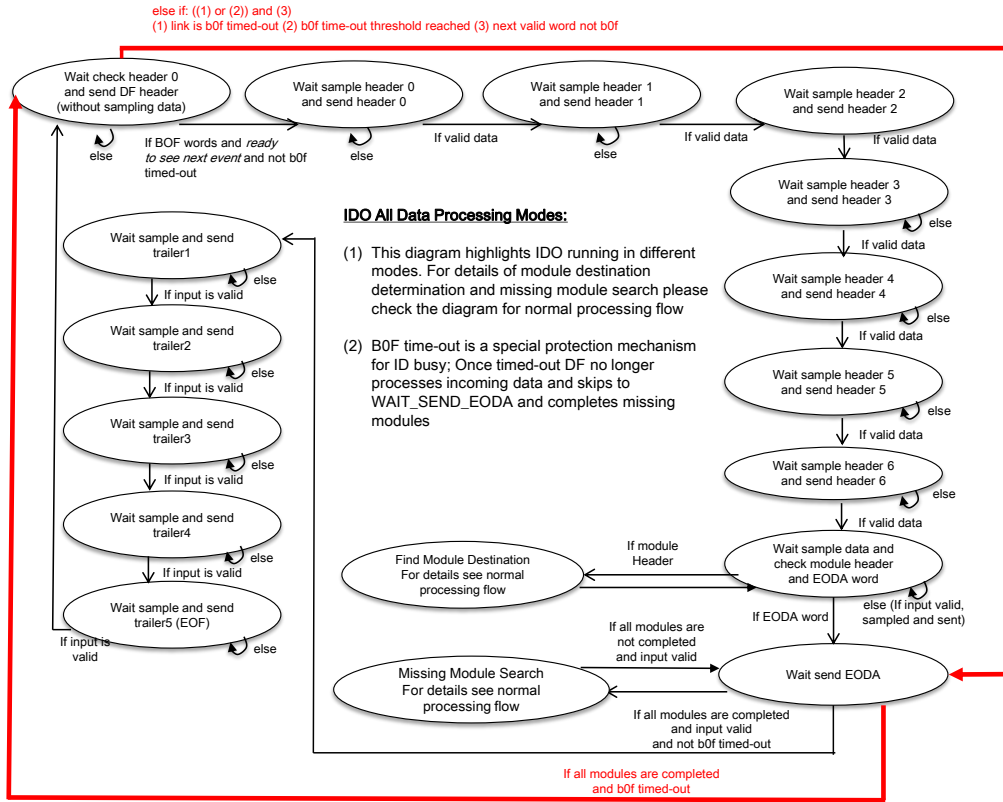 else if: ((1) or (2)) and (3)
(1) link is b0f timed-out (2) b0f time-out threshold reached (3) next valid word not b0f
Wait check header 0
and send DF header
(without sampling data)
else
If BOF words and ready
to see next event and not b0f
timed-out
Wait sample header 0
and send header 0
else
If valid data
Wait sample header 1
and send header 1
else
If valid data
Wait sample header 2
and send header 2
If valid data
Wait sample header 3
and send header 3
else
If valid data
Wait sample header 4
and send header 4
else
If valid data
Wait sample header 5
and send header 5
else
If valid data
Wait sample header 6
and send header 6
else
If valid data
Wait sample data and
check module header
and EODA word
else (If input valid,
sampled and sent)
If module
Header
Find Module Destination
For details see normal
processing flow
If EODA word
Wait send EODA
If all modules are
not completed
and input valid
Missing Module Search
For details see normal
processing flow
If all modules are completed
and input valid
and not b0f timed-out
If all modules are completed
and b0f timed-out
IDO All Data Processing Modes:
(1) This diagram highlights IDO running in different
modes. For details of module destination
determination and missing module search please
check the diagram for normal processing flow
(2) B0F time-out is a special protection mechanism
for ID busy; Once timed-out DF no longer
processes incoming data and skips to
WAIT_SEND_EODA and completes missing
modules
Wait sample and send
trailer1
else
If input is valid
Wait sample and send
trailer2
else
If input is valid
Wait sample and send
trailer3
else
If input is valid
Wait sample and send
trailer4
else
If input is valid
Wait sample and send
trailer5 (EOF)
else
If input is
valid